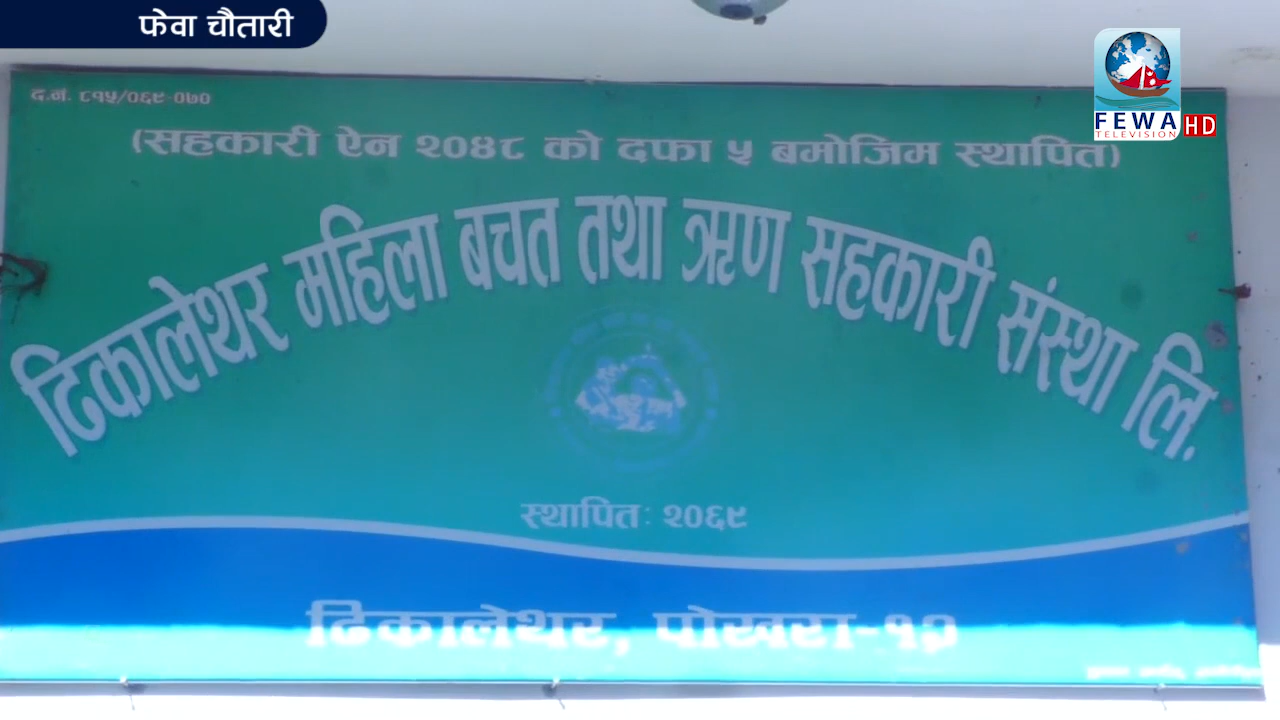 फेवा चौतारी
FEWA HD
TELEVISION
द.नं. ८१५/०६९-०७०
(सहकारी ऐन २०४८ को दफा ५ बमोजिम स्थापित)
ढिकालेथर महिला बचत तथा ऋण सहकारी संस्था लि.
स्थापित: २०६९
ढिकालेथर, पोखरा-१३